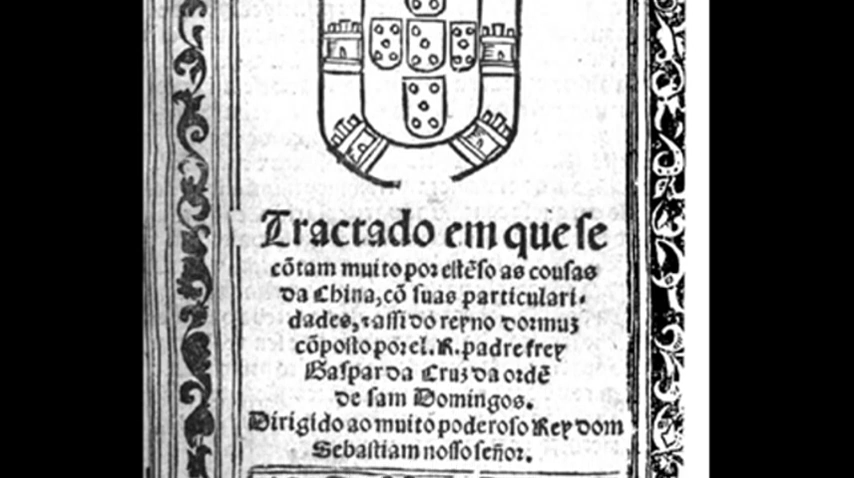 Tractado em que ſe
cõtam muito por eſtẽſo as couſas
da China, cõ ſuas particulari⸗
dades, ⁊ aſſi do reyno dormuz
cõpoſto por el. R. padre frey
Gaſpar da Cruz da ordẽ
de ſam Domingos.
Dirigido ao muito poderoſo Rey dom
Sebaſtiam noſſo ſeñor.